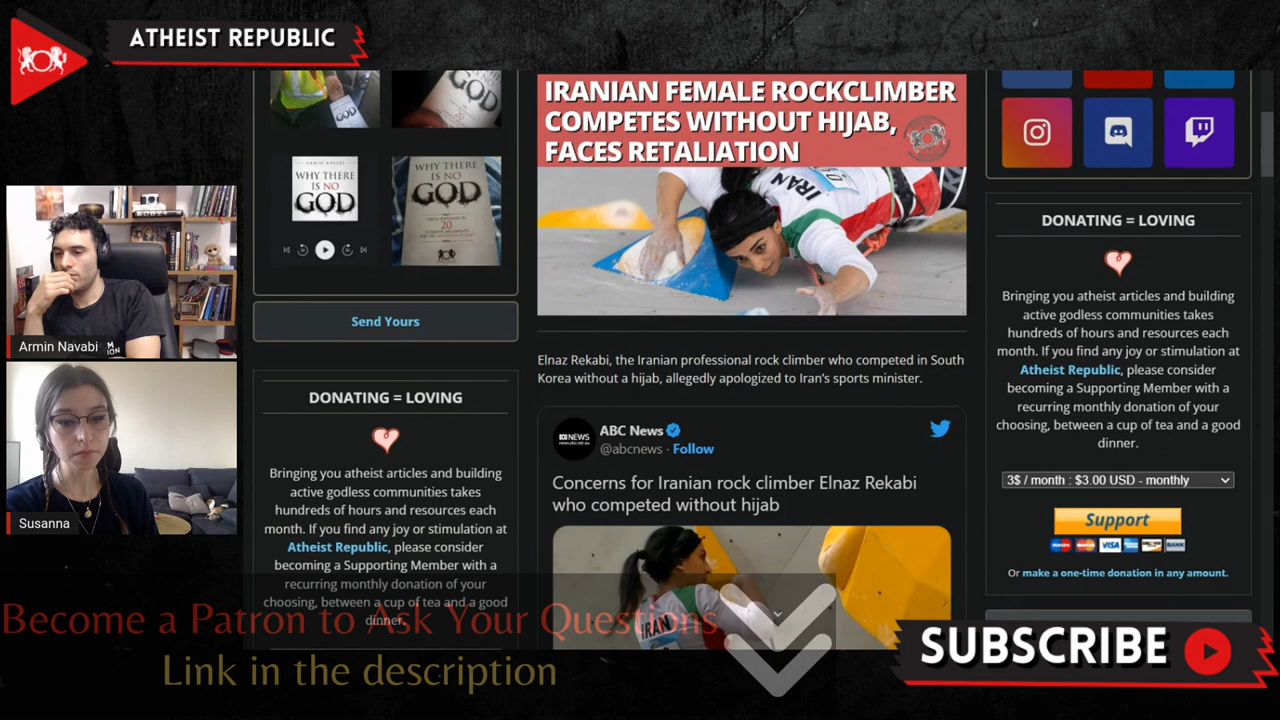 ATHEIST REPUBLIC
Armin Navabi
Susanna
GOD
WHY THERE
IS NO
GOD
WHY THERE
IS NO
GOD
20
Send Yours
DONATING = LOVING
Bringing you atheist articles and building
active godless communities takes
hundreds of hours and resources each
month. If you find any joy or stimulation at
Atheist Republic, please consider
becoming a Supporting Member with a
recurring monthly donation of your
choosing, between a cup of tea and a good
dinner.
IRANIAN FEMALE ROCKCLIMBER
COMPETES WITHOUT HIJAB,
FACES RETALIATION
IRAN
Elnaz Rekabi, the Iranian professional rock climber who competed in South
Korea without a hijab, allegedly apologized to Iran's sports minister.
NEWS
ABC News
@abcnews · Follow
Concerns for Iranian rock climber Elnaz Rekabi
who competed without hijab
IRAN
DONATING = LOVING
Bringing you atheist articles and building
active godless communities takes
hundreds of hours and resources each
month. If you find any joy or stimulation at
Atheist Republic, please consider
becoming a Supporting Member with a
recurring monthly donation of your
choosing, between a cup of tea and a good
dinner.
3$ / month : $3.00 USD - monthly
Support
VISA
BANK
Or make a one-time donation in any amount.
Become a Patron to Ask Your Questions
Link in the description
SUBSCRIBE